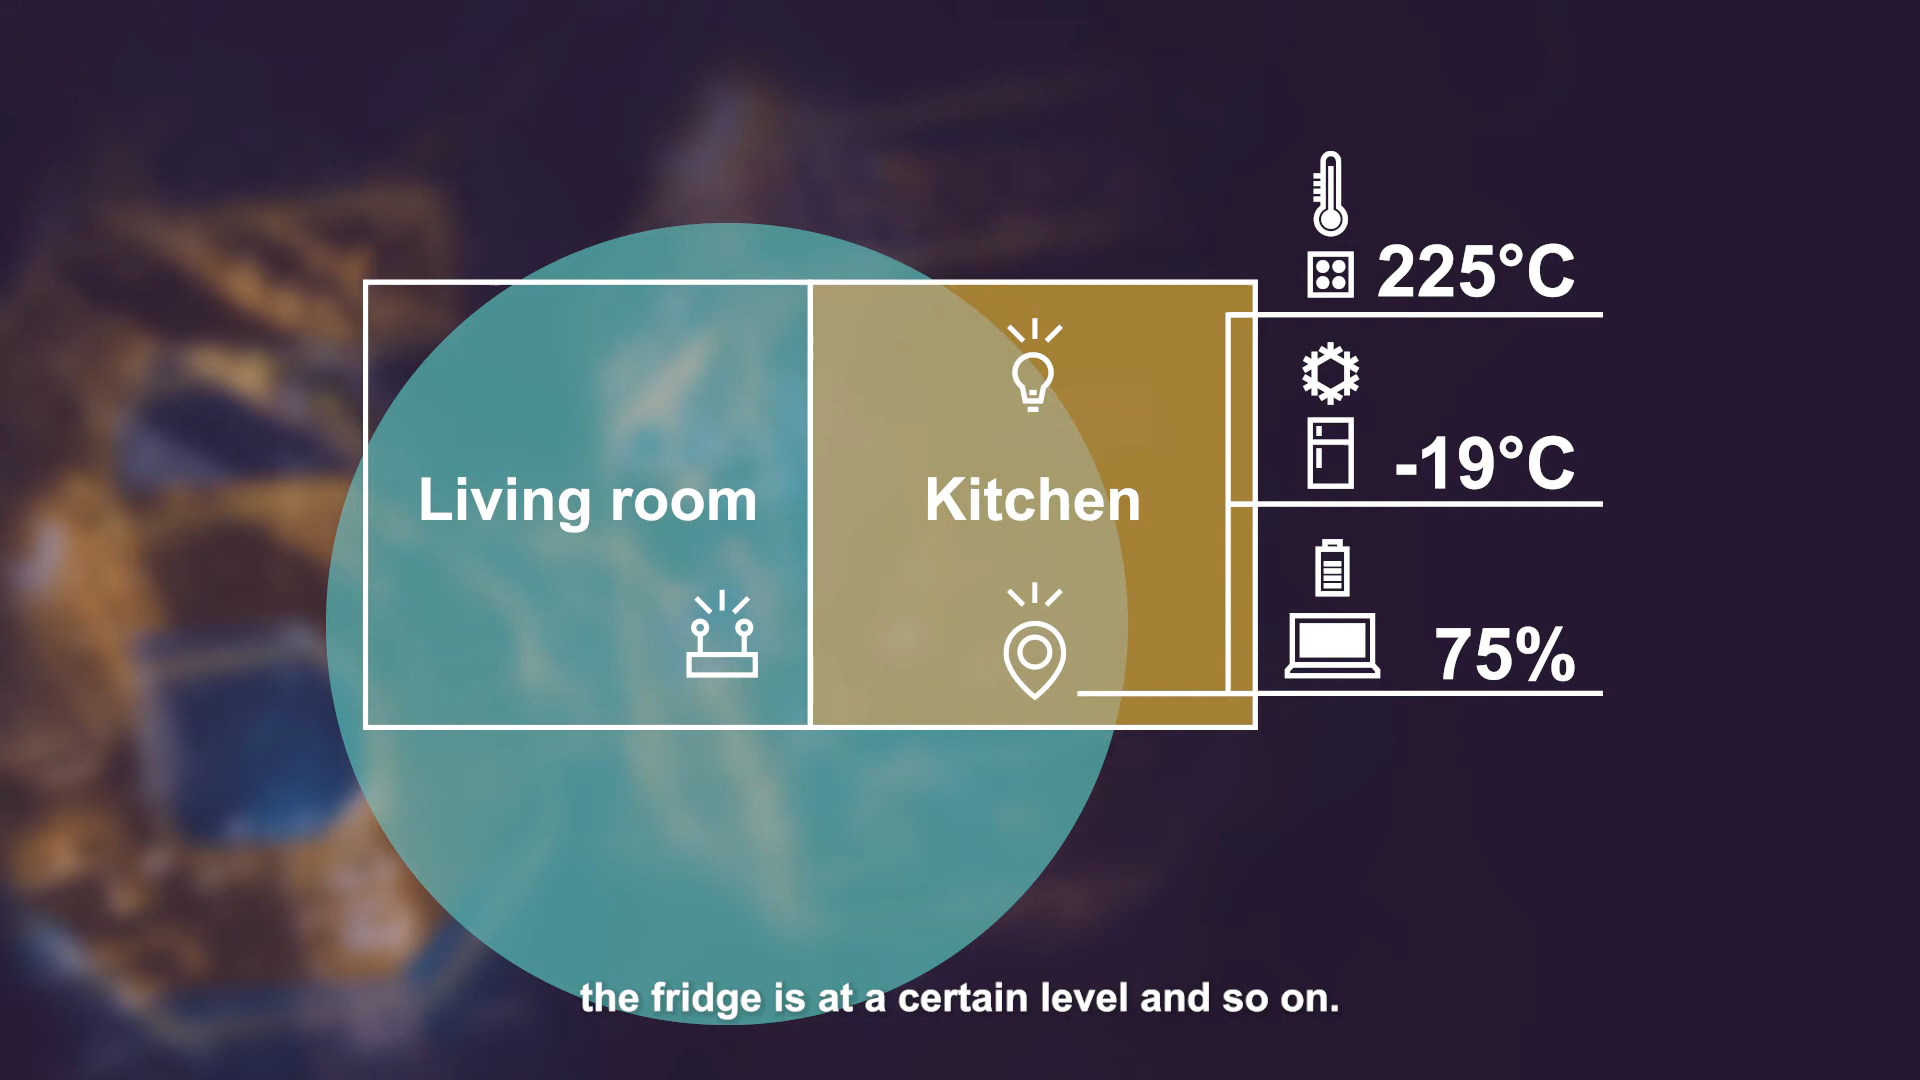 225°C
-19°C
Living room
Kitchen
75%
the fridge is at a certain level and so on.